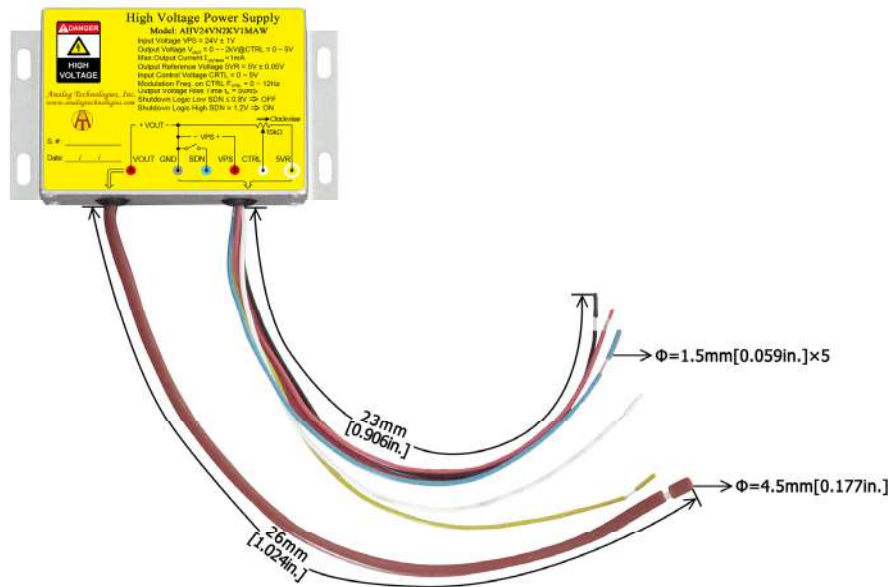 High Voltage Power Supply
Model: AHV24VN2KV1MAW
DANGER
HIGH
VOLTAGE
Input Voltage VPS = 24V ± 1V
Output Voltage VOUT = 0 ~ −2kV@CTRL = 0 ~ 5V
Max. Output Current =1mA
Output Reference Voltage 5VR = 5V ± 0.05V
Input Control Voltage CRTL = 0 ~ 5V
Modulation Freq. on CTRL = 0 ~ 12Hz
Output Voltage Rise Time
Shutdown Logic Low SDN ≤ 0.8V ⇒ OFF
Shutdown Logic High SDN ≥ 1.2V ⇒ ON
Analog Technologies, Inc.
www.analogtechnologies.com
S. #:
Date: / /
+ VOUT −
− VPS +
Clockwise
10kΩ
VOUT GND SDN VPS CTRL 5VR
Φ=1.5mm[0.059in.]×5
23mm
[0.906in.]
Φ=4.5mm[0.177in.]
26mm
[1.024in.]